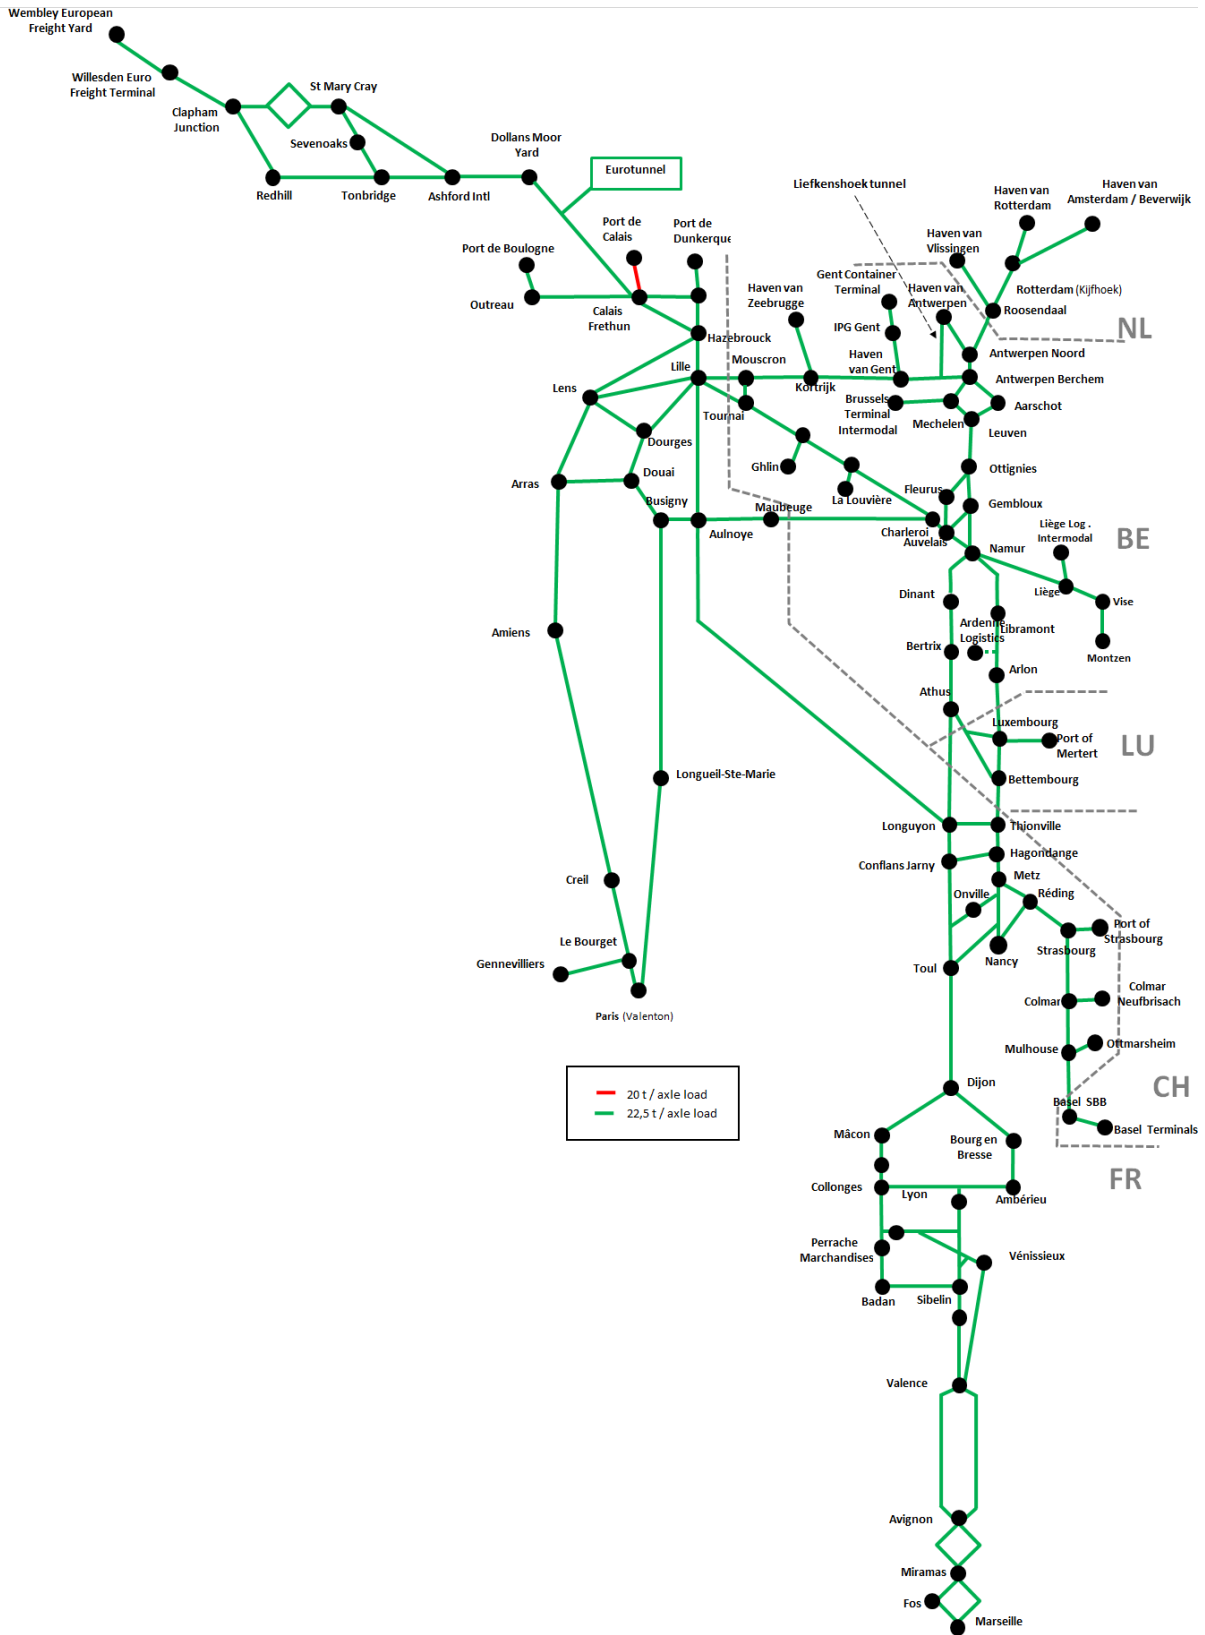 Wembley European
Freight Yard
Willesden Euro
Freight Terminal
St Mary Cray
Clapham
Junction
Sevenoaks
Dollans Moor
Yard
Eurotunnel
Redhill
Tonbridge
Ashford Intl
Liefkenshoek tunnel
Haven van
Rotterdam
Haven van
Amsterdam / Beverwijk
Port de
Calais
Port de
Dunkerque
Haven van
Vlissingen
Port de Boulogne
Gent Container
Terminal
Haven van
Zeebrugge
Haven van
Antwerpen
Rotterdam (Kijfhoek)
Outreau
Calais
Frethun
Roosendaal
NL
IPG Gent
Hazebrouck
Antwerpen Noord
Mouscron
Haven
van Gent
Lille
Kortrijk
Antwerpen Berchem
Lens
Brussels
Terminal
Intermodal
Aarschot
Tournai
Mechelen
Leuven
Dourges
Ghlin
Ottignies
Douai
Arras
La Louvière
Fleurus
Busigny
Gembloux
Maubeuge
Liège Log .
Intermodal
BE
Aulnoye
Charleroi
Auvelais
Namur
Dinant
Liège
Vise
Ardenne
Logistics
Libramont
Amiens
Bertrix
Montzen
Arlon
Athus
Luxembourg
Port of
Mertert
LU
Longueil-Ste-Marie
Bettembourg
Longuyon
Thionville
Conflans Jarny
Hagondange
Metz
Creil
Onville
Réding
Le Bourget
Port of
Strasbourg
Gennevilliers
Toul
Nancy
Strasbourg
Colmar
Neufbrisach
Colmar
Paris (Valenton)
Mulhouse
Ottmarsheim
20 t / axle load
22,5 t / axle load
Dijon
CH
Basel SBB
Basel Terminals
Mâcon
Bourg en
Bresse
FR
Collonges
Lyon
Ambérieu
Perrache
Marchandises
Vénissieux
Badan
Sibelin
Valence
Avignon
Miramas
Fos
Marseille